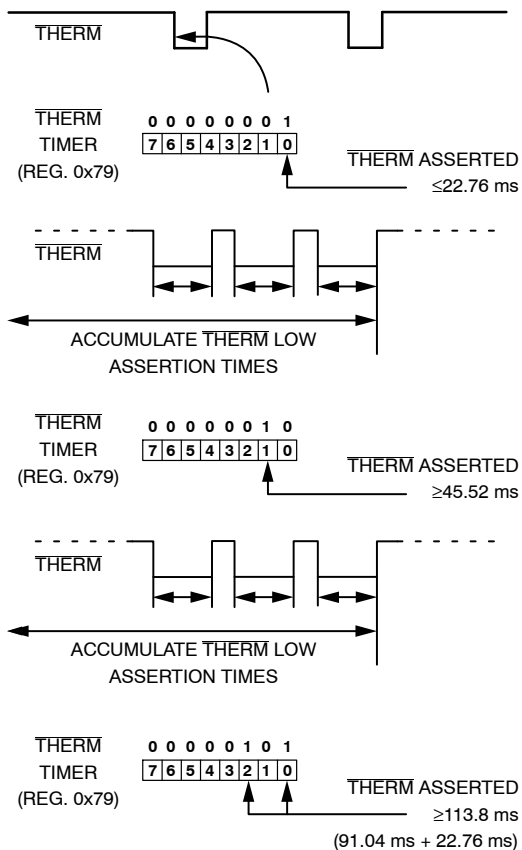 THERM
THERM
TIMER
(REG. 0x79)
0 0 0 0 0 0 0 1
7 6 5 4 3 2 1 0
THERM ASSERTED
≤22.76 ms
THERM
ACCUMULATE THERM LOW
ASSERTION TIMES
THERM
TIMER
(REG. 0x79)
0 0 0 0 0 0 1 0
7 6 5 4 3 2 1 0
THERM ASSERTED
≥45.52 ms
THERM
ACCUMULATE THERM LOW
ASSERTION TIMES
THERM
TIMER
(REG. 0x79)
0 0 0 0 0 1 0 1
7 6 5 4 3 2 1 0
THERM ASSERTED
≥113.8 ms
(91.04 ms + 22.76 ms)